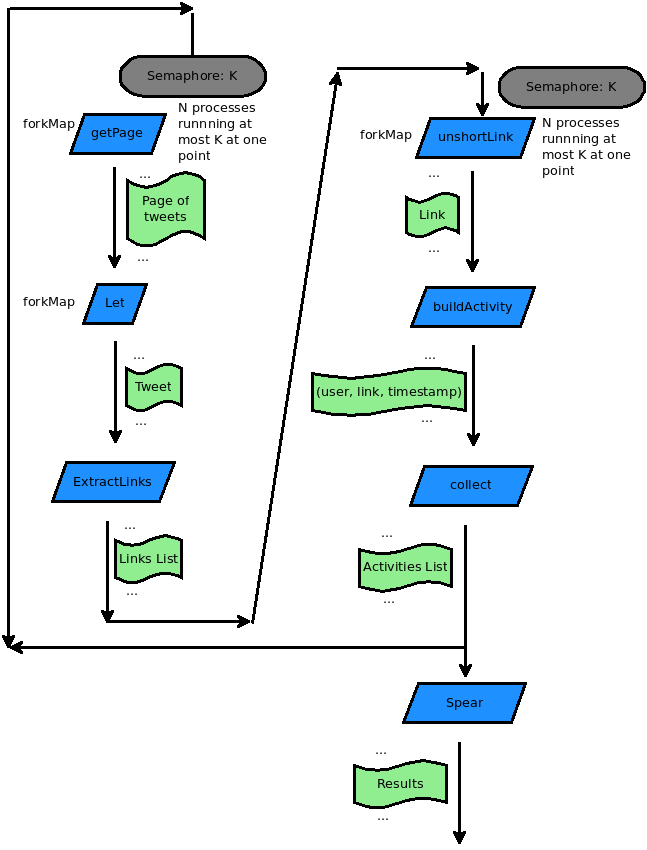 Semaphore: K
forkMap
getPage
N processes
runnning at
most K at one
point
...
Page of
tweets
...
forkMap
Let
...
Tweet
...
ExtractLinks
...
Links List
...
Semaphore: K
forkMap
unshortLink
N processes
runnning at
most K at one
point
...
Link
...
buildActivity
...
(user, link, timestamp)
...
collect
...
Activities List
...
Spear
...
Results
...